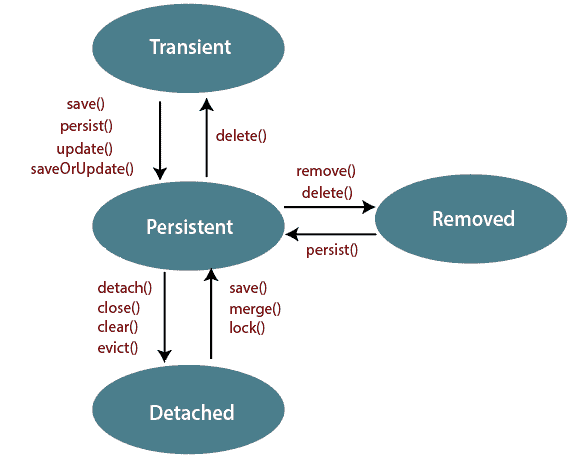 Transient
save()
persist()
update()
saveOrUpdate()
delete()
remove()
delete()
Persistent
Removed
persist()
detach()
close()
clear()
evict()
save()
merge()
lock()
Detached